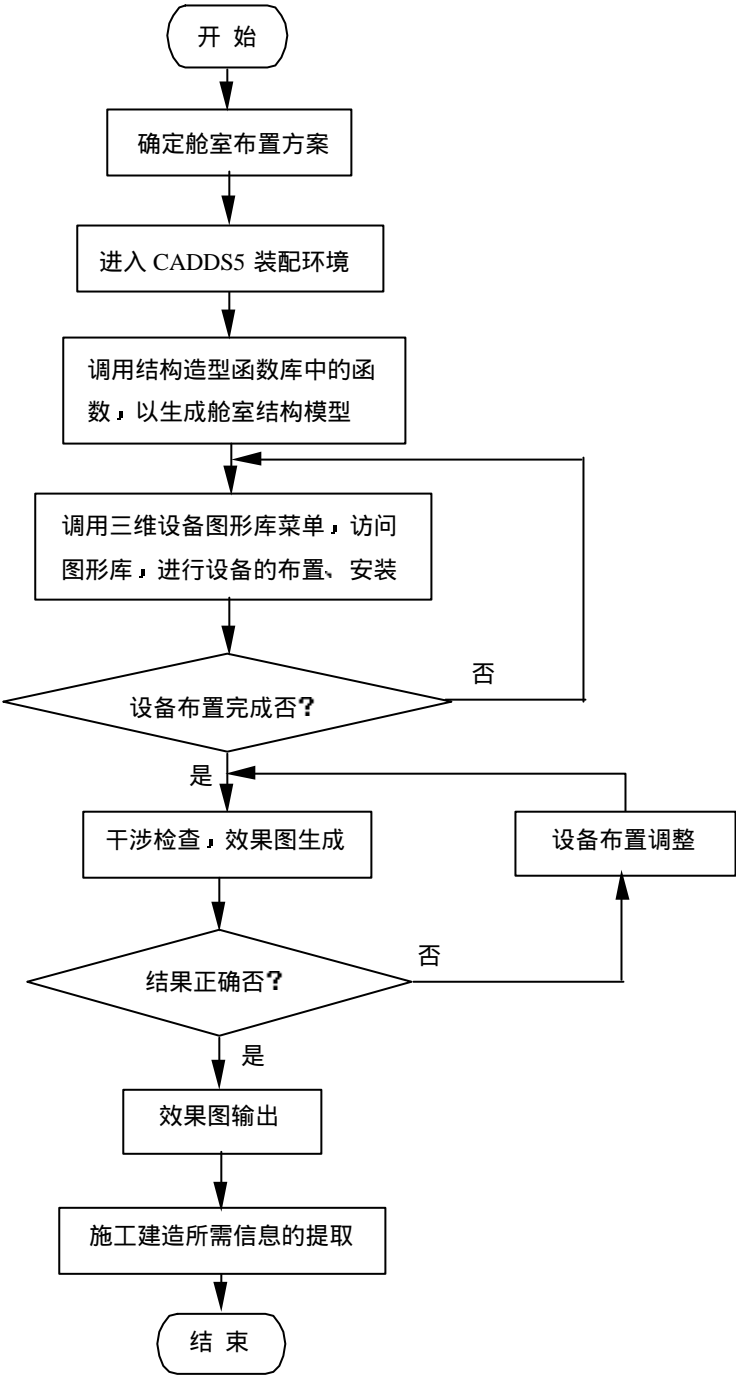 开 始
确定舱室布置方案
进入 CADDS5 装配环境
调用结构造型函数库中的函
数，以生成舱室结构模型
调用三维设备图形库菜单，访问
图形库，进行设备的布置、安装
否
设备布置完成否？
是
干涉检查，效果图生成
设备布置调整
否
结果正确否？
是
效果图输出
施工建造所需信息的提取
结 束